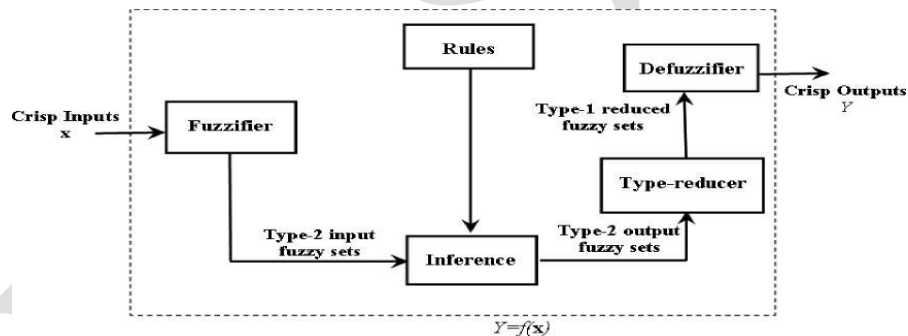 Rules
Defuzzifier
Crisp Inputs
x
Fuzzifier
Type-1 reduced
fuzzy sets
Crisp Outputs
Y
Type-reducer
Type-2 input
fuzzy sets
Inference
Type-2 output
fuzzy sets
Y=f(x)